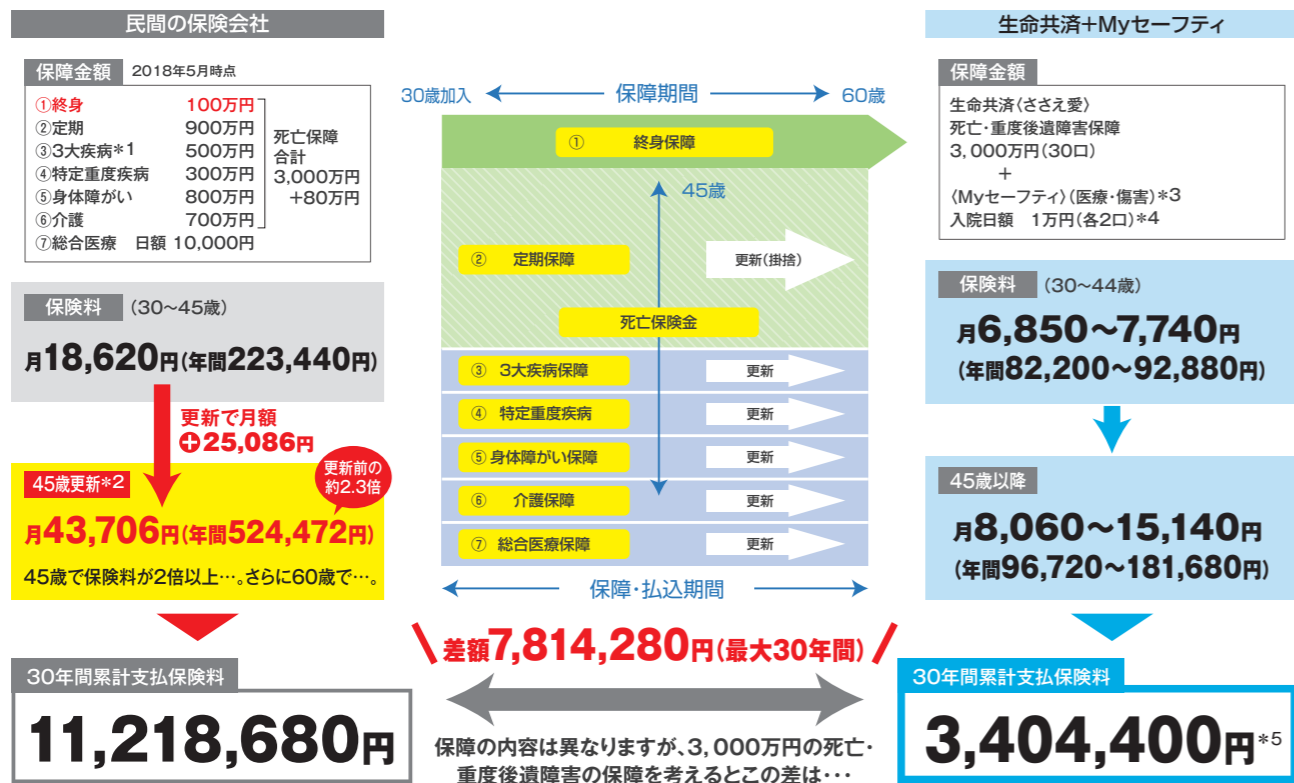 民間の保険会社
保障金額 2018年5月時点
①終身 100万円
②定期 900万円
③3大疾病*1 500万円
④特定重度疾病 300万円
⑤身体障がい 800万円
⑥介護 700万円
⑦総合医療 日額 10,000円
死亡保障
合計
3,000万円
+80万円
保険料 (30~45歳)
月18,620円(年間223,440円)
更新で月額
+25,086円
45歳更新*2
更新前の
約2.3倍
月43,706円(年間524,472円)
45歳で保険料が2倍以上…。さらに60歳で…。
30年間累計支払保険料
11,218,680円
30歳加入 保障期間 60歳
① 終身保障
45歳
② 定期保障 更新(掛捨)
死亡保険金
③ 3大疾病保障 更新
④ 特定重度疾病 更新
⑤ 身体障がい保障 更新
⑥ 介護保障 更新
⑦ 総合医療保障 更新
保障・払込期間
差額7,814,280円(最大30年間)
保障の内容は異なりますが、3,000万円の死亡・
重度後遺障害の保障を考えるとこの差は・・・
生命共済+Myセーフティ
保障金額
生命共済〈ささえ愛〉
死亡・重度後遺障害保障
3,000万円(30口)
+
〈Myセーフティ〉(医療・傷害)*3
入院日額 1万円(各2口)*4
保険料 (30~44歳)
月6,850~7,740円
(年間82,200~92,880円)
45歳以降
月8,060~15,140円
(年間96,720~181,680円)
30年間累計支払保険料
3,404,400円*5